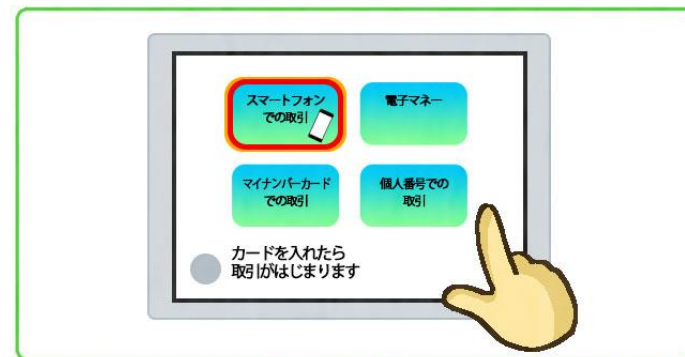 スマートフォン
での取引
電子マネー
マイナンバーカード
での取引
個人番号での
取引
カードを入れたら
取引がはじまります